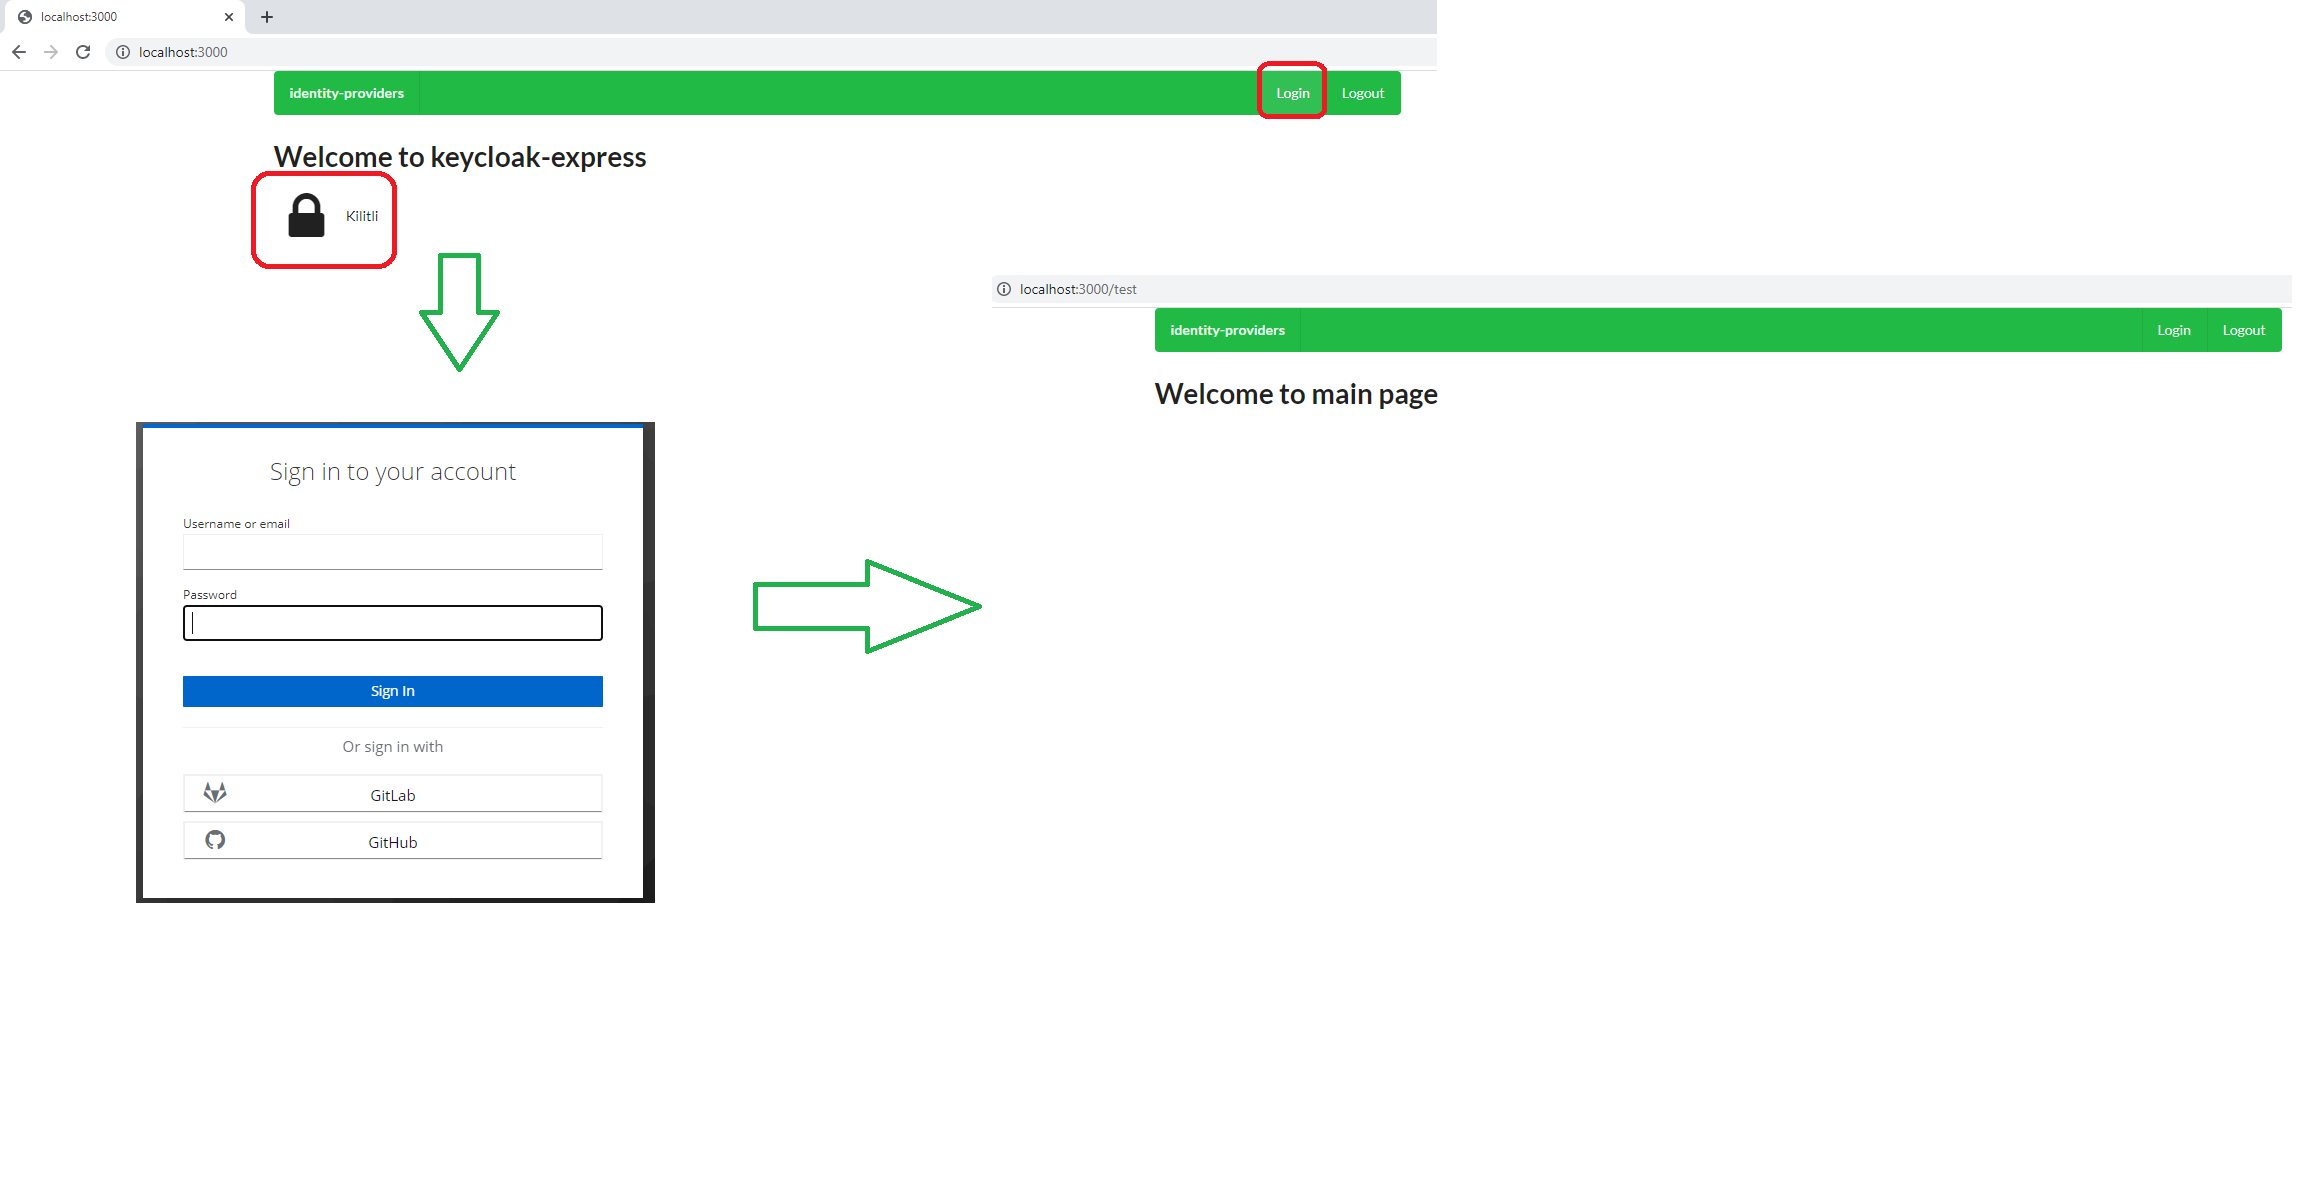 localhost:3000
localhost:3000
identity-providers Login Logout
Welcome to keycloak-express
Kilitli
localhost:3000/test
identity-providers Login Logout
Welcome to main page
Sign in to your account
Username or email
Password
Sign In
Or sign in with
GitLab
GitHub